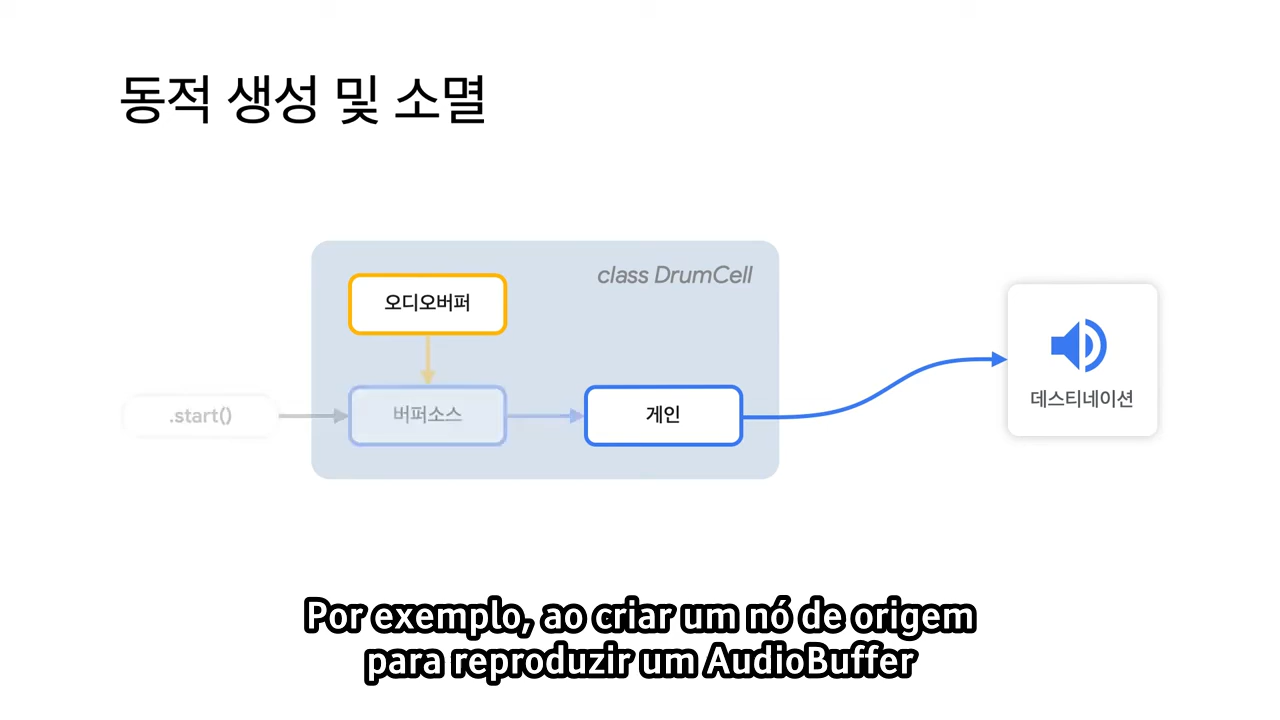 동적 생성 및 소멸
class DrumCell
오디오버퍼
.start()
버퍼소스
게인
데스티네이션
Por exemplo, ao criar um nó de origem
para reproduzir um AudioBuffer